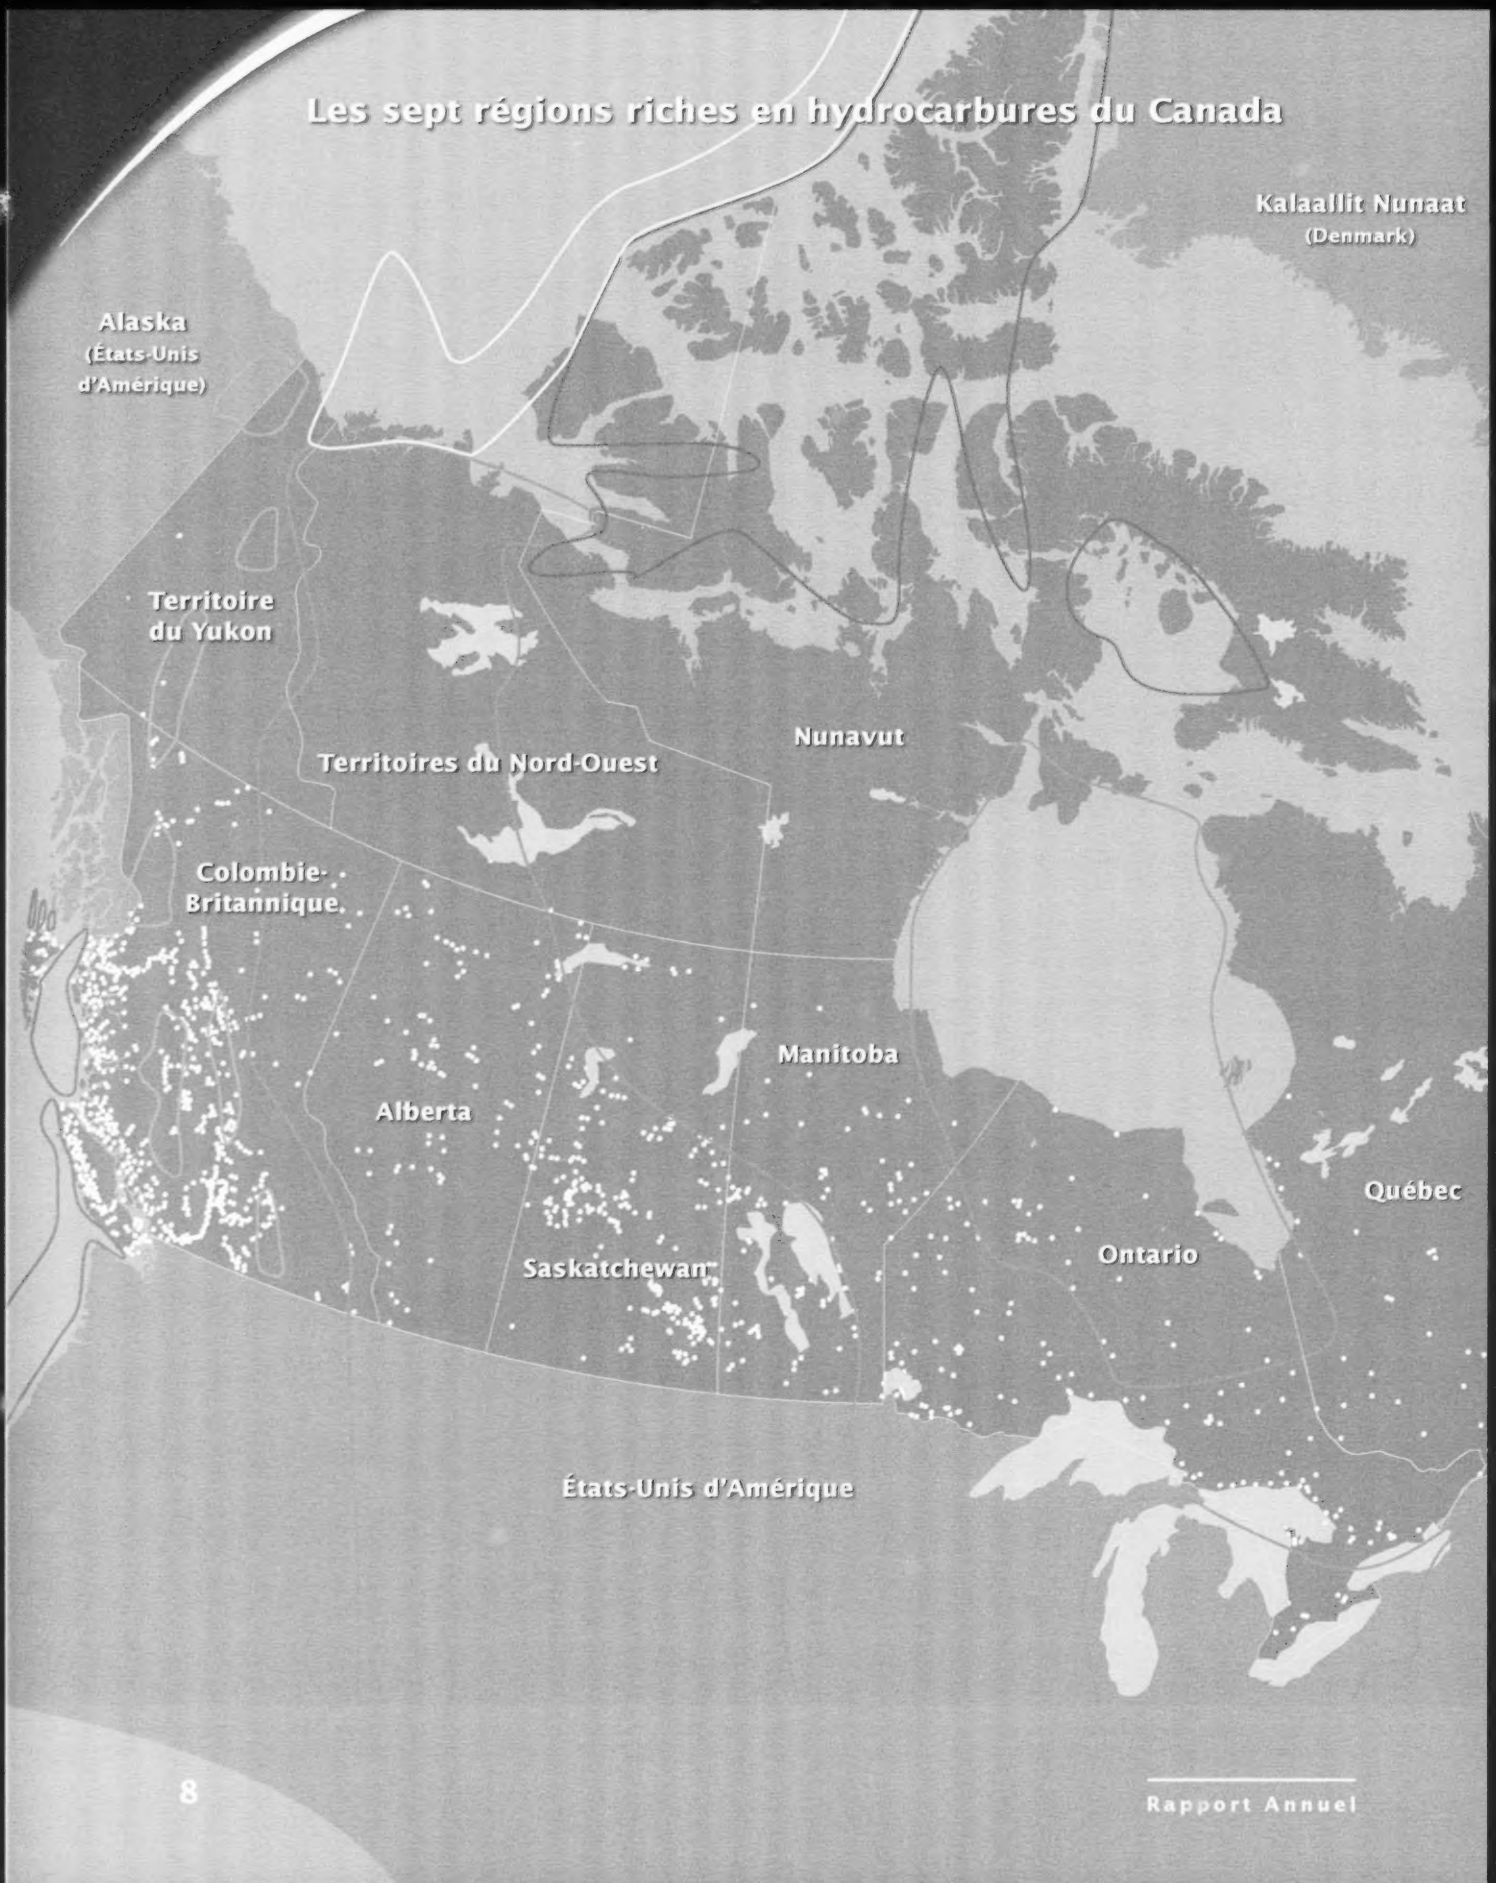 Les sept régions riches en hydrocarbures du Canada
Kalaallit Nunaat
(Denmark)
Alaska
(États-Unis
d'Amérique)
Territoire
du Yukon
Nunavut
Territoires du Nord-Ouest
Colombie-
Britannique
Manitoba
Alberta
Québec
Ontario
Saskatchewan
États-Unis d'Amérique
8
Rapport Annuel